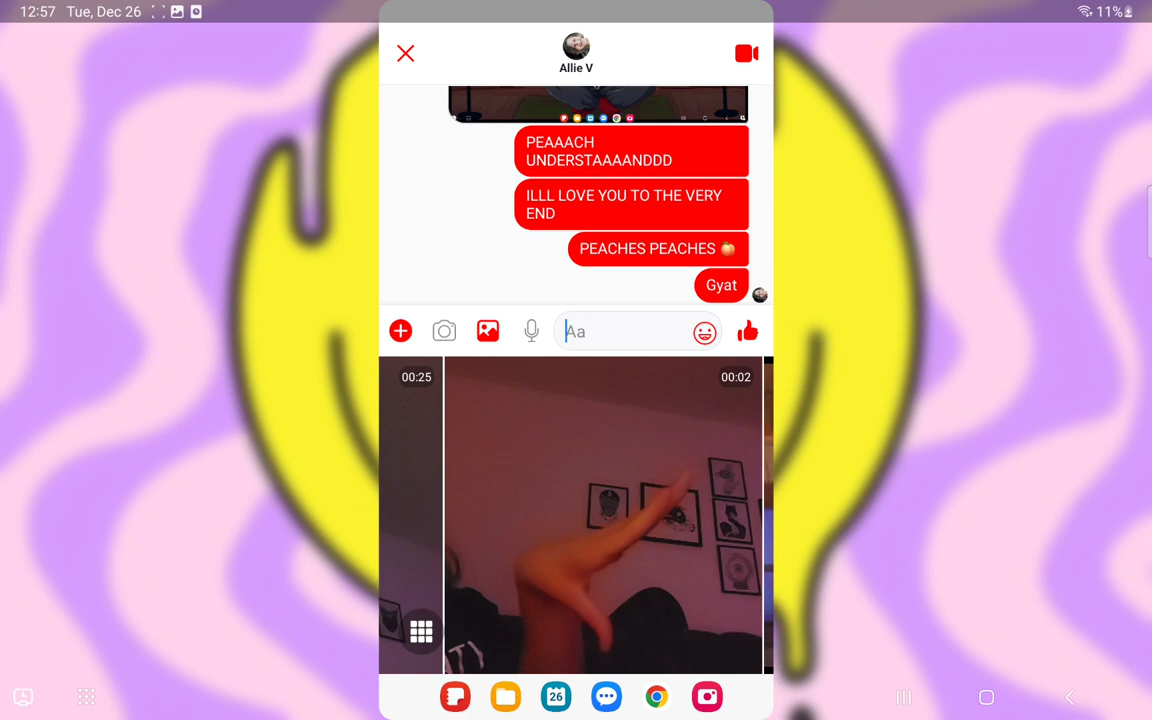 12:57 Tue, Dec 26
11%
Allie V
PEAAACH
UNDERSTAAAANDDD
ILLL LOVE YOU TO THE VERY
END
PEACHES PEACHES 🍑
Gyat
Aa
00:25
00:02
26